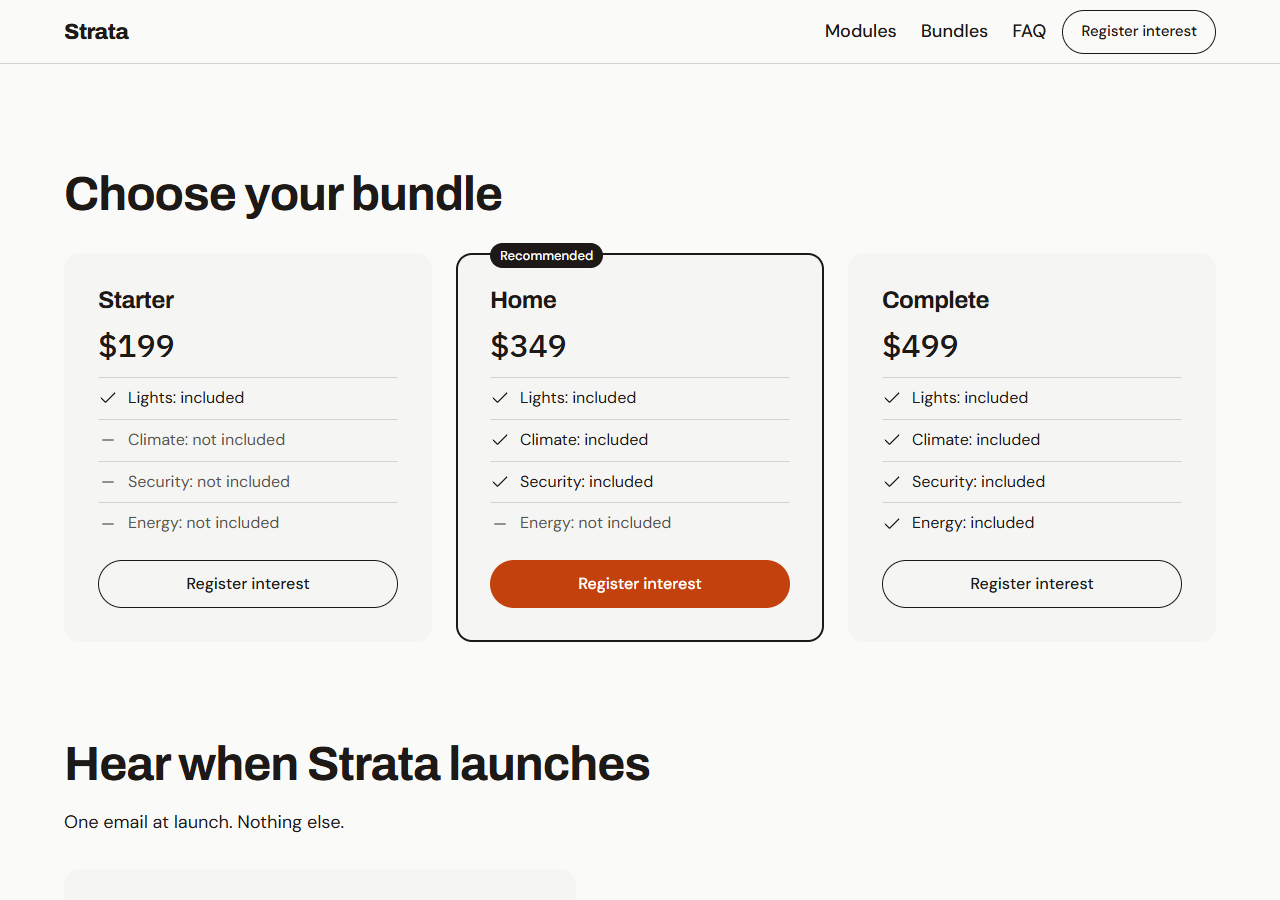 Strata
Modules
Bundles
FAQ
Register interest
Choose your bundle
Starter
$199
Lights: included
Climate: not included
Security: not included
Energy: not included
Register interest
Recommended
Home
$349
Lights: included
Climate: included
Security: included
Energy: not included
Register interest
Complete
$499
Lights: included
Climate: included
Security: included
Energy: included
Register interest
Hear when Strata launches
One email at launch. Nothing else.